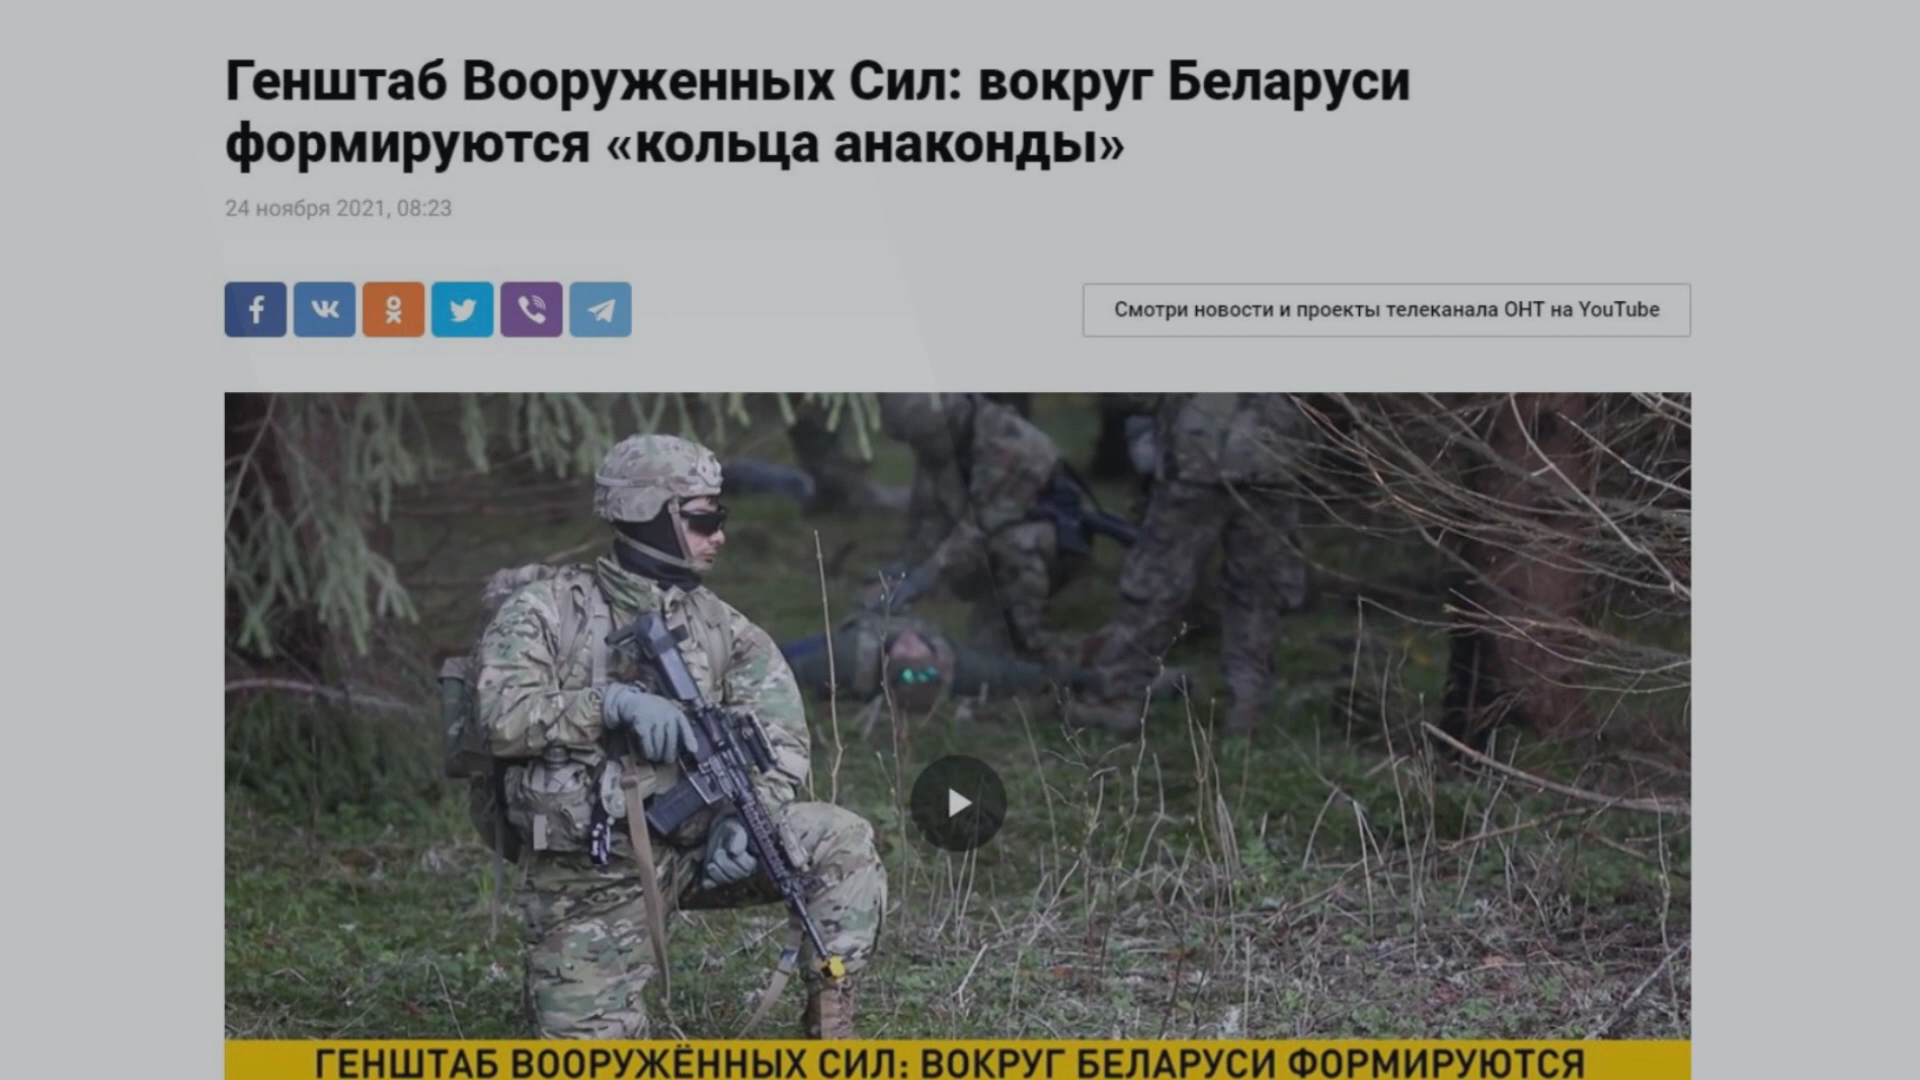 Генштаб Вооруженных Сил: вокруг Беларуси
формируются «кольца анаконды»
24 ноября 2021, 08:23
Смотри новости и проекты телеканала ОНТ на YouTube
ГЕНШТАБ ВООРУЖЁННЫХ СИЛ: ВОКРУГ БЕЛАРУСИ ФОРМИРУЮТСЯ